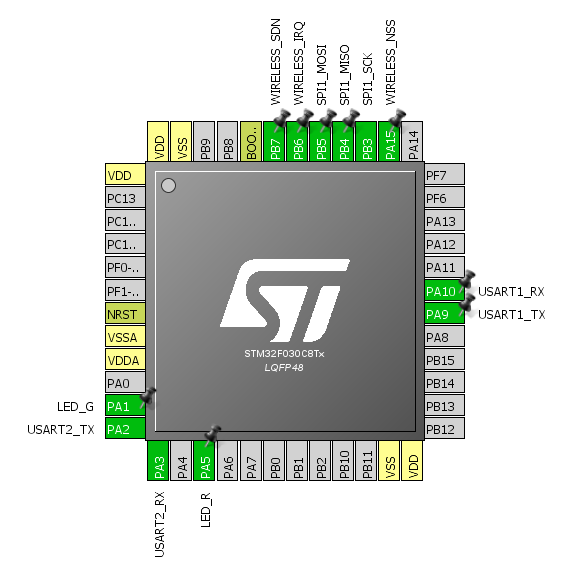 WIRELESS_SDN
WIRELESS_IRQ
SPI1_MOSI
SPI1_MISO
SPI1_SCK
WIRELESS_NSS
VDD
VSS
PB9
PB8
BOO..
PB7
PB6
PB5
PB4
PB3
PA15
PA14
VDD
PC13
PC1..
PC1..
PF0-..
PF1-..
NRST
VSSA
VDDA
PA0
LED_G PA1
USART2_TX PA2
PF7
PF6
PA13
PA12
PA11
PA10 USART1_RX
PA9 USART1_TX
PA8
PB15
PB14
PB13
PB12
ST
STM32F030C8Tx
LQFP48
PA3
PA4
PA5
PA6
PA7
PB0
PB1
PB2
PB10
PB11
VSS
VDD
USART2_RX
LED_R